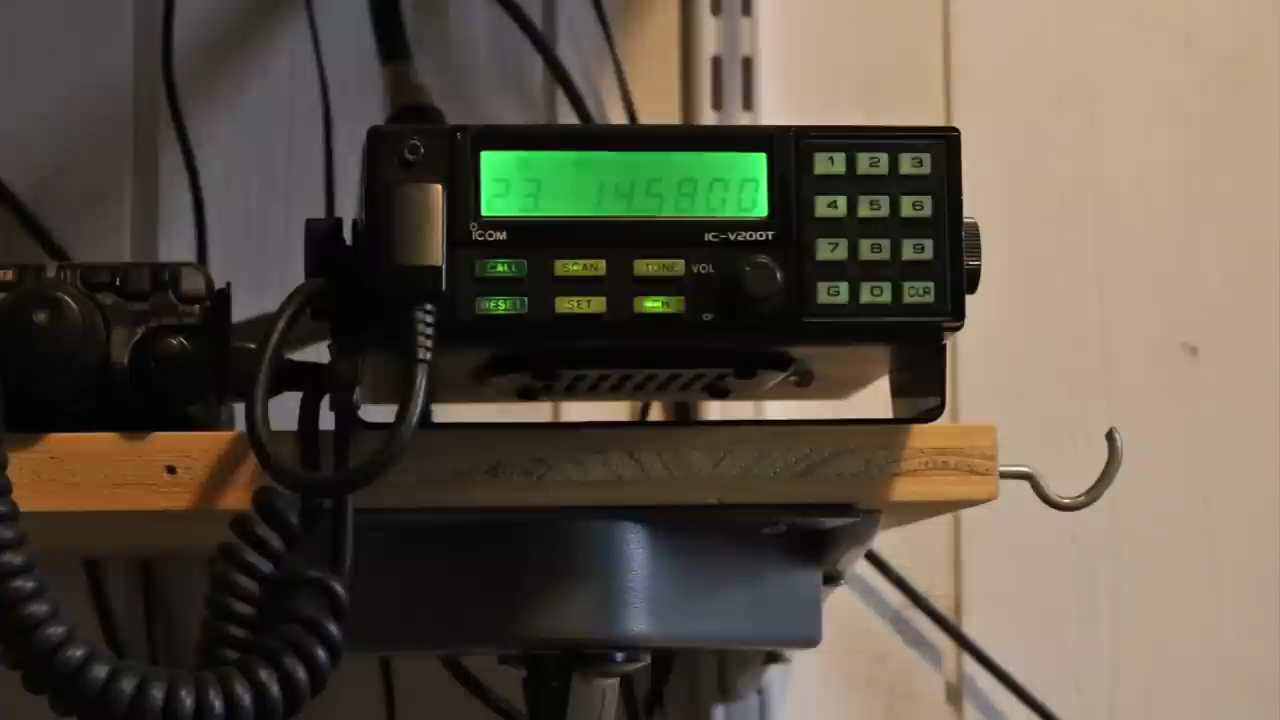 23 145800
ICOM
IC-V200T
CALL SCAN TONE VOL
RESET SET
1 2 3
4 5 6
7 8 9
G 0 CLR